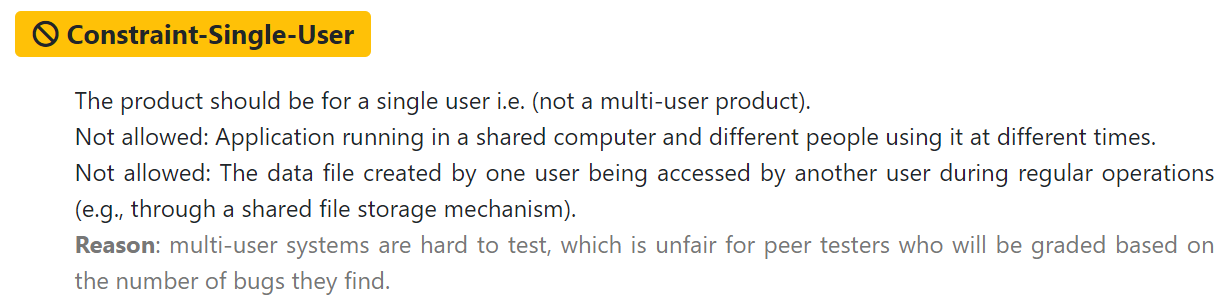 Constraint-Single-User
The product should be for a single user i.e. (not a multi-user product).
Not allowed: Application running in a shared computer and different people using it at different times.
Not allowed: The data file created by one user being accessed by another user during regular operations
(e.g., through a shared file storage mechanism).
Reason: multi-user systems are hard to test, which is unfair for peer testers who will be graded based on
the number of bugs they find.